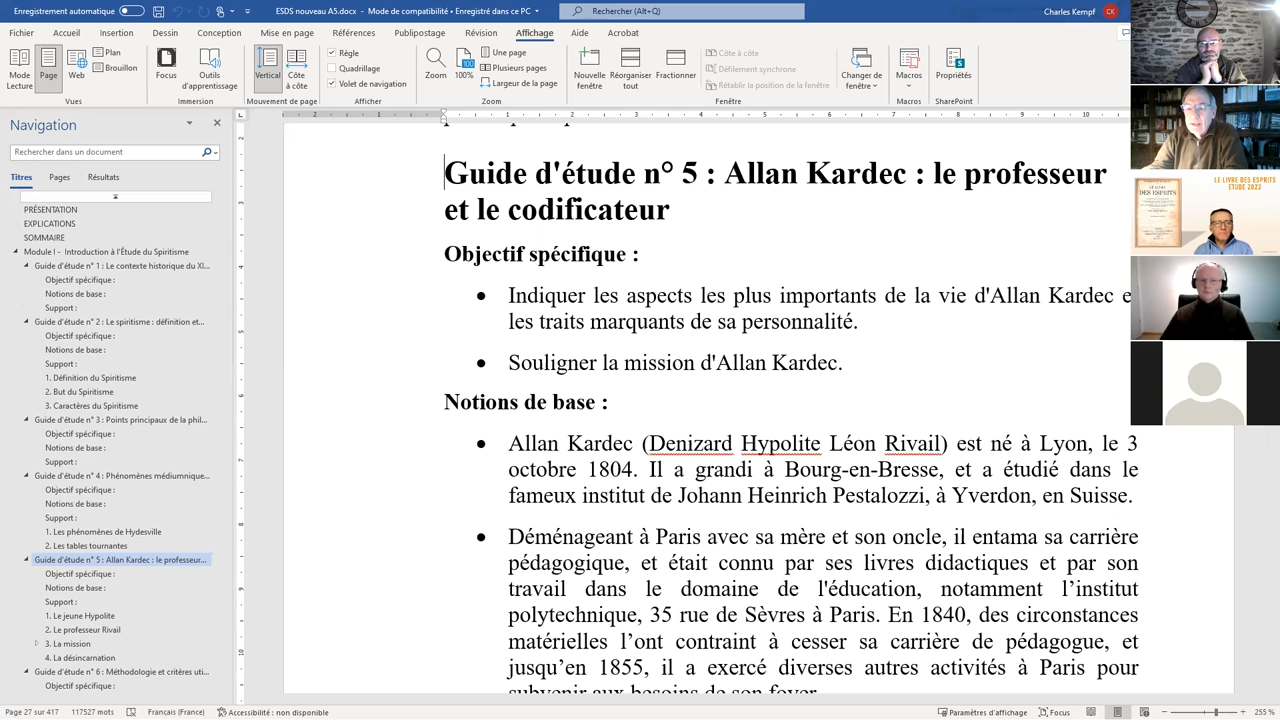 Enregistrement automatique
ESDS nouveau A5.docx - Mode de compatibilité • Enregistré dans ce PC
Rechercher (Alt+Q)
Charles Kempf
CK
Fichier Accueil Insertion Dessin Conception Mise en page Références Publipostage Révision Affichage Aide Acrobat
Mode Lecture
Page
Web
Plan
Brouillon
Vues
Focus
Outils d'apprentissage
Immersion
Vertical
Côte à côte
Mouvement de page
Règle
Quadrillage
Volet de navigation
Afficher
Zoom
100%
Une page
Plusieurs pages
Largeur de la page
Zoom
Nouvelle fenêtre
Réorganiser tout
Fractionner
Côte à côte
Défilement synchrone
Rétablir la position de la fenêtre
Fenêtre
Changer de fenêtre
Macros
Macros
Propriétés
SharePoint
Navigation
Rechercher dans un document
Titres Pages Résultats
PRÉSENTATION
EXPLICATIONS
SOMMAIRE
Module I - Introduction à l'Étude du Spiritisme
Guide d'étude n° 1 : Le contexte historique du XI...
Objectif spécifique :
Notions de base :
Support :
Guide d'étude n° 2 : Le spiritisme : définition et...
Objectif spécifique :
Notions de base :
Support :
1. Définition du Spiritisme
2. But du Spiritisme
3. Caractères du Spiritisme
Guide d'étude n° 3 : Points principaux de la phil...
Objectif spécifique :
Notions de base :
Support :
Guide d'étude n° 4 : Phénomènes médiumnique...
Objectif spécifique :
Notions de base :
Support :
1. Les phénomènes de Hydesville
2. Les tables tournantes
Guide d'étude n° 5 : Allan Kardec : le professeur...
Objectif spécifique :
Notions de base :
Support :
1. Le jeune Hypolite
2. Le professeur Rivail
3. La mission
4. La désincarnation
Guide d'étude n° 6 : Méthodologie et critères uti...
Objectif spécifique :
Guide d'étude n° 5 : Allan Kardec : le professeur
et le codificateur
Objectif spécifique :
• Indiquer les aspects les plus importants de la vie d'Allan Kardec e
les traits marquants de sa personnalité.
• Souligner la mission d'Allan Kardec.
Notions de base :
• Allan Kardec (Denizard Hypolite Léon Rivail) est né à Lyon, le 3
octobre 1804. Il a grandi à Bourg-en-Bresse, et a étudié dans le
fameux institut de Johann Heinrich Pestalozzi, à Yverdon, en Suisse.
• Déménageant à Paris avec sa mère et son oncle, il entama sa carrière
pédagogique, et était connu par ses livres didactiques et par son
travail dans le domaine de l'éducation, notamment l'institut
polytechnique, 35 rue de Sèvres à Paris. En 1840, des circonstances
matérielles l'ont contraint à cesser sa carrière de pédagogue, et
jusqu'en 1855, il a exercé diverses autres activités à Paris pour
subvenir aux besoins de son foyer
LE LIVRE DES ESPRITS
ETUDE 2022
Page 27 sur 417
117527 mots
Français (France)
Accessibilité : non disponible
Paramètres d'affichage
Focus
255 %